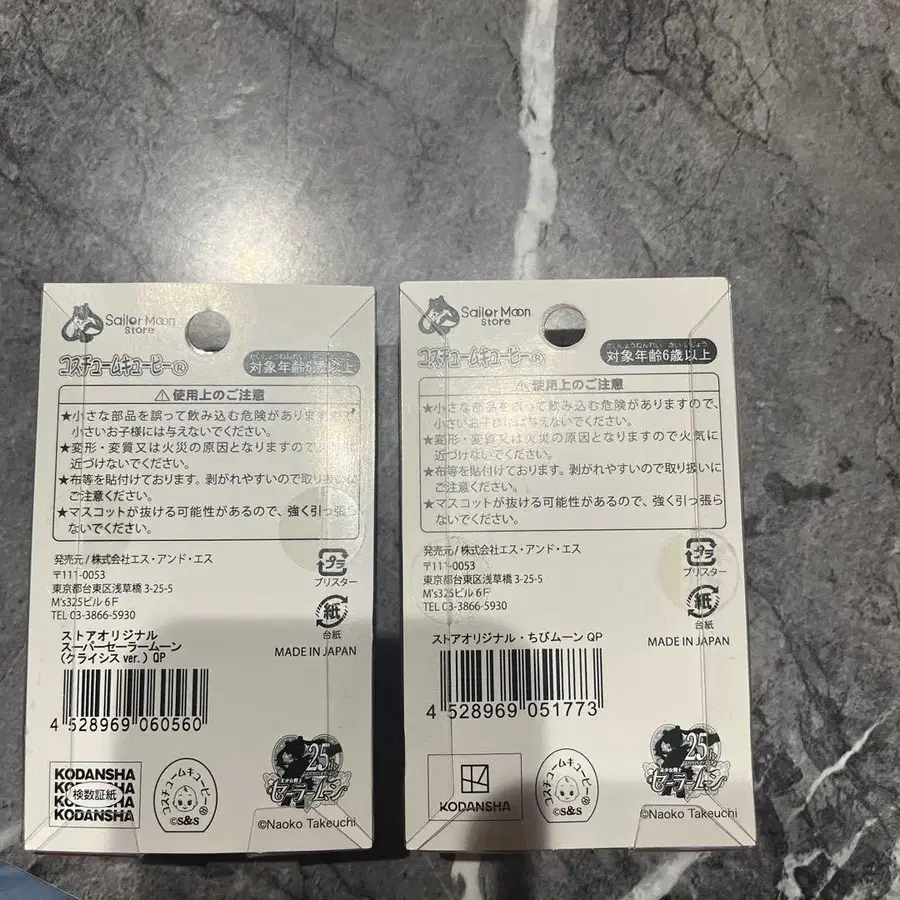 Sailor Moon
store
コスチュームキューピー®
対象年齢6歳以上
⚠使用上のご注意
★小さな部品を誤って飲み込む危険がありますので、
小さいお子様には与えないでください。
★変形・変質又は火災の原因となりますので
近づけないでください。
★布等を貼付けております。剥がれやすいので取り扱いに
ご注意ください。
★マスコットが抜ける可能性があるので、強く引っ張ら
ないでください。
発売元/株式会社エス・アンド・エス
〒111-0053
東京都台東区浅草橋 3-25-5
M's325ビル 6F
TEL 03-3866-5930
プラ
ブリスター
紙
台紙
ストアオリジナル
スーパーセーラームーン
(クライシス ver.) QP
MADE IN JAPAN
4 528969 060560
KODANSHA
KODANSHA
検数証紙
KODANSHA
KODANSHA
コスチュームキューピー®
©S&S
25th
セーラームーン
©Naoko Takeuchi
Sailor Moon
store
コスチュームキューピー®
たいしょうねんれい さい いじょう
対象年齢6歳以上
⚠使用上のご注意
★小さな部品を誤って飲み込む危険がありますので、
小さいお子様には与えないでください。
★変形・変質又は火災の原因となりますので火気に
近づけないでください。
★布等を貼付けております。剥がれやすいので取り扱いに
ご注意ください。
★マスコットが抜ける可能性があるので、強く引っ張ら
ないでください。
発売元/株式会社エス・アンド・エス
〒111-0053
東京都台東区浅草橋 3-25-5
M's325ビル 6F
TEL 03-3866-5930
プラ
ブリスター
紙
台紙
ストアオリジナル・ちびムーン QP
MADE IN JAPAN
4 528969 051773
KODANSHA
コスチュームキューピー®
©S&S
25th
美少女戦士
セーラームーン
©Naoko Takeuchi